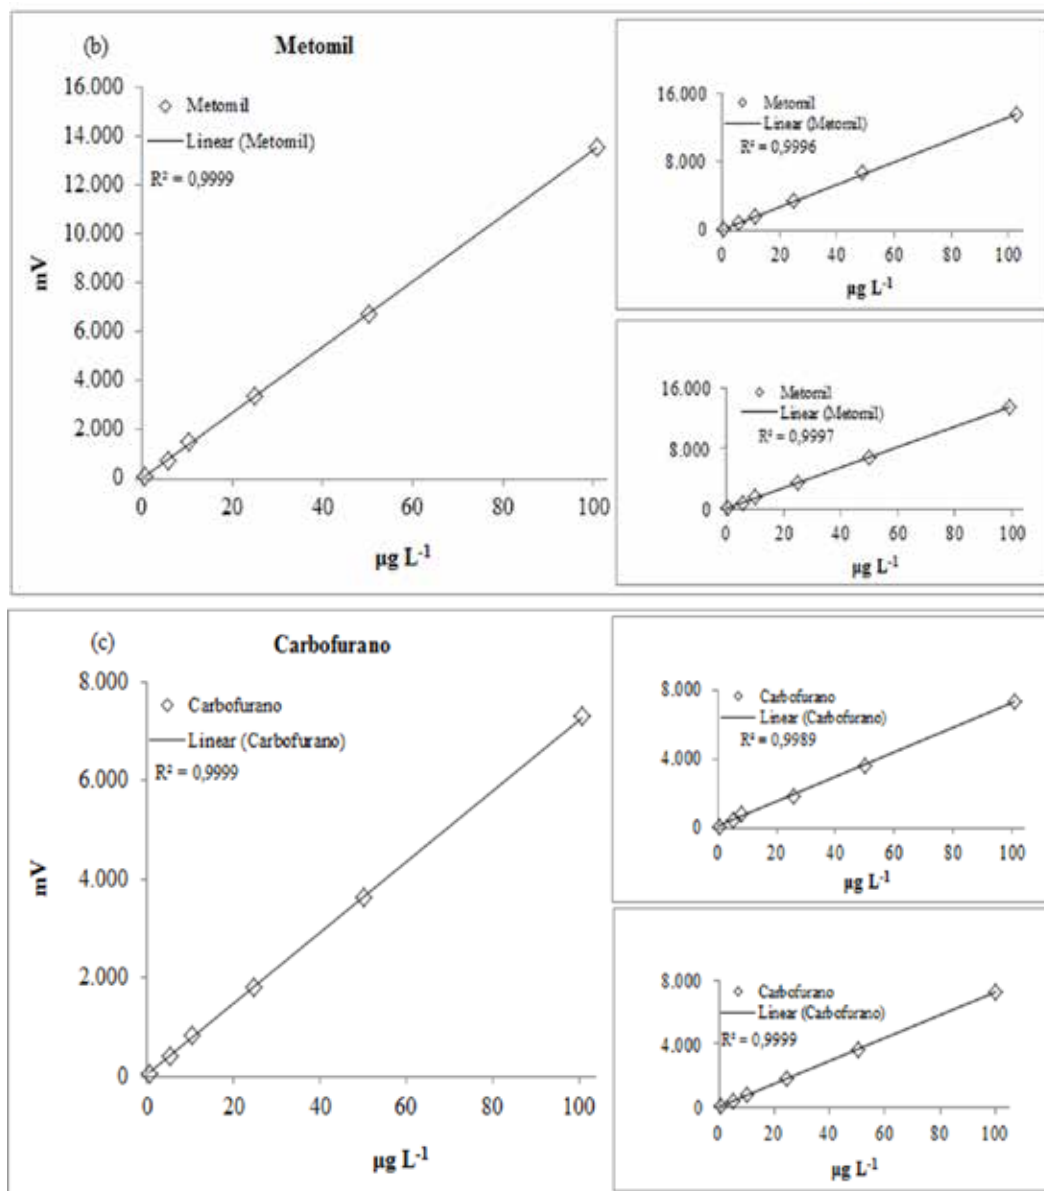 (b)
Metomil
16.000
14.000
12.000
10.000
8.000
6.000
4.000
2.000
0
mV
Metomil
Linear (Metomil)
R² = 0,9999
0 20 40 60 80 100
µg L⁻¹
16.000
8.000
0
Metomil
Linear (Metomil)
R² = 0,9996
0 20 40 60 80 100
µg L⁻¹
16.000
8.000
0
Metomil
Linear (Metomil)
R² = 0,9997
0 20 40 60 80 100
µg L⁻¹
(c)
Carbofurano
8.000
6.000
4.000
2.000
0
mV
Carbofurano
Linear (Carbofurano)
R² = 0,9999
0 20 40 60 80 100
µg L⁻¹
8.000
4.000
0
Carbofurano
Linear (Carbofurano)
R² = 0,9989
0 20 40 60 80 100
µg L⁻¹
8.000
4.000
0
Carbofurano
Linear (Carbofurano)
R² = 0,9999
0 20 40 60 80 100
µg L⁻¹